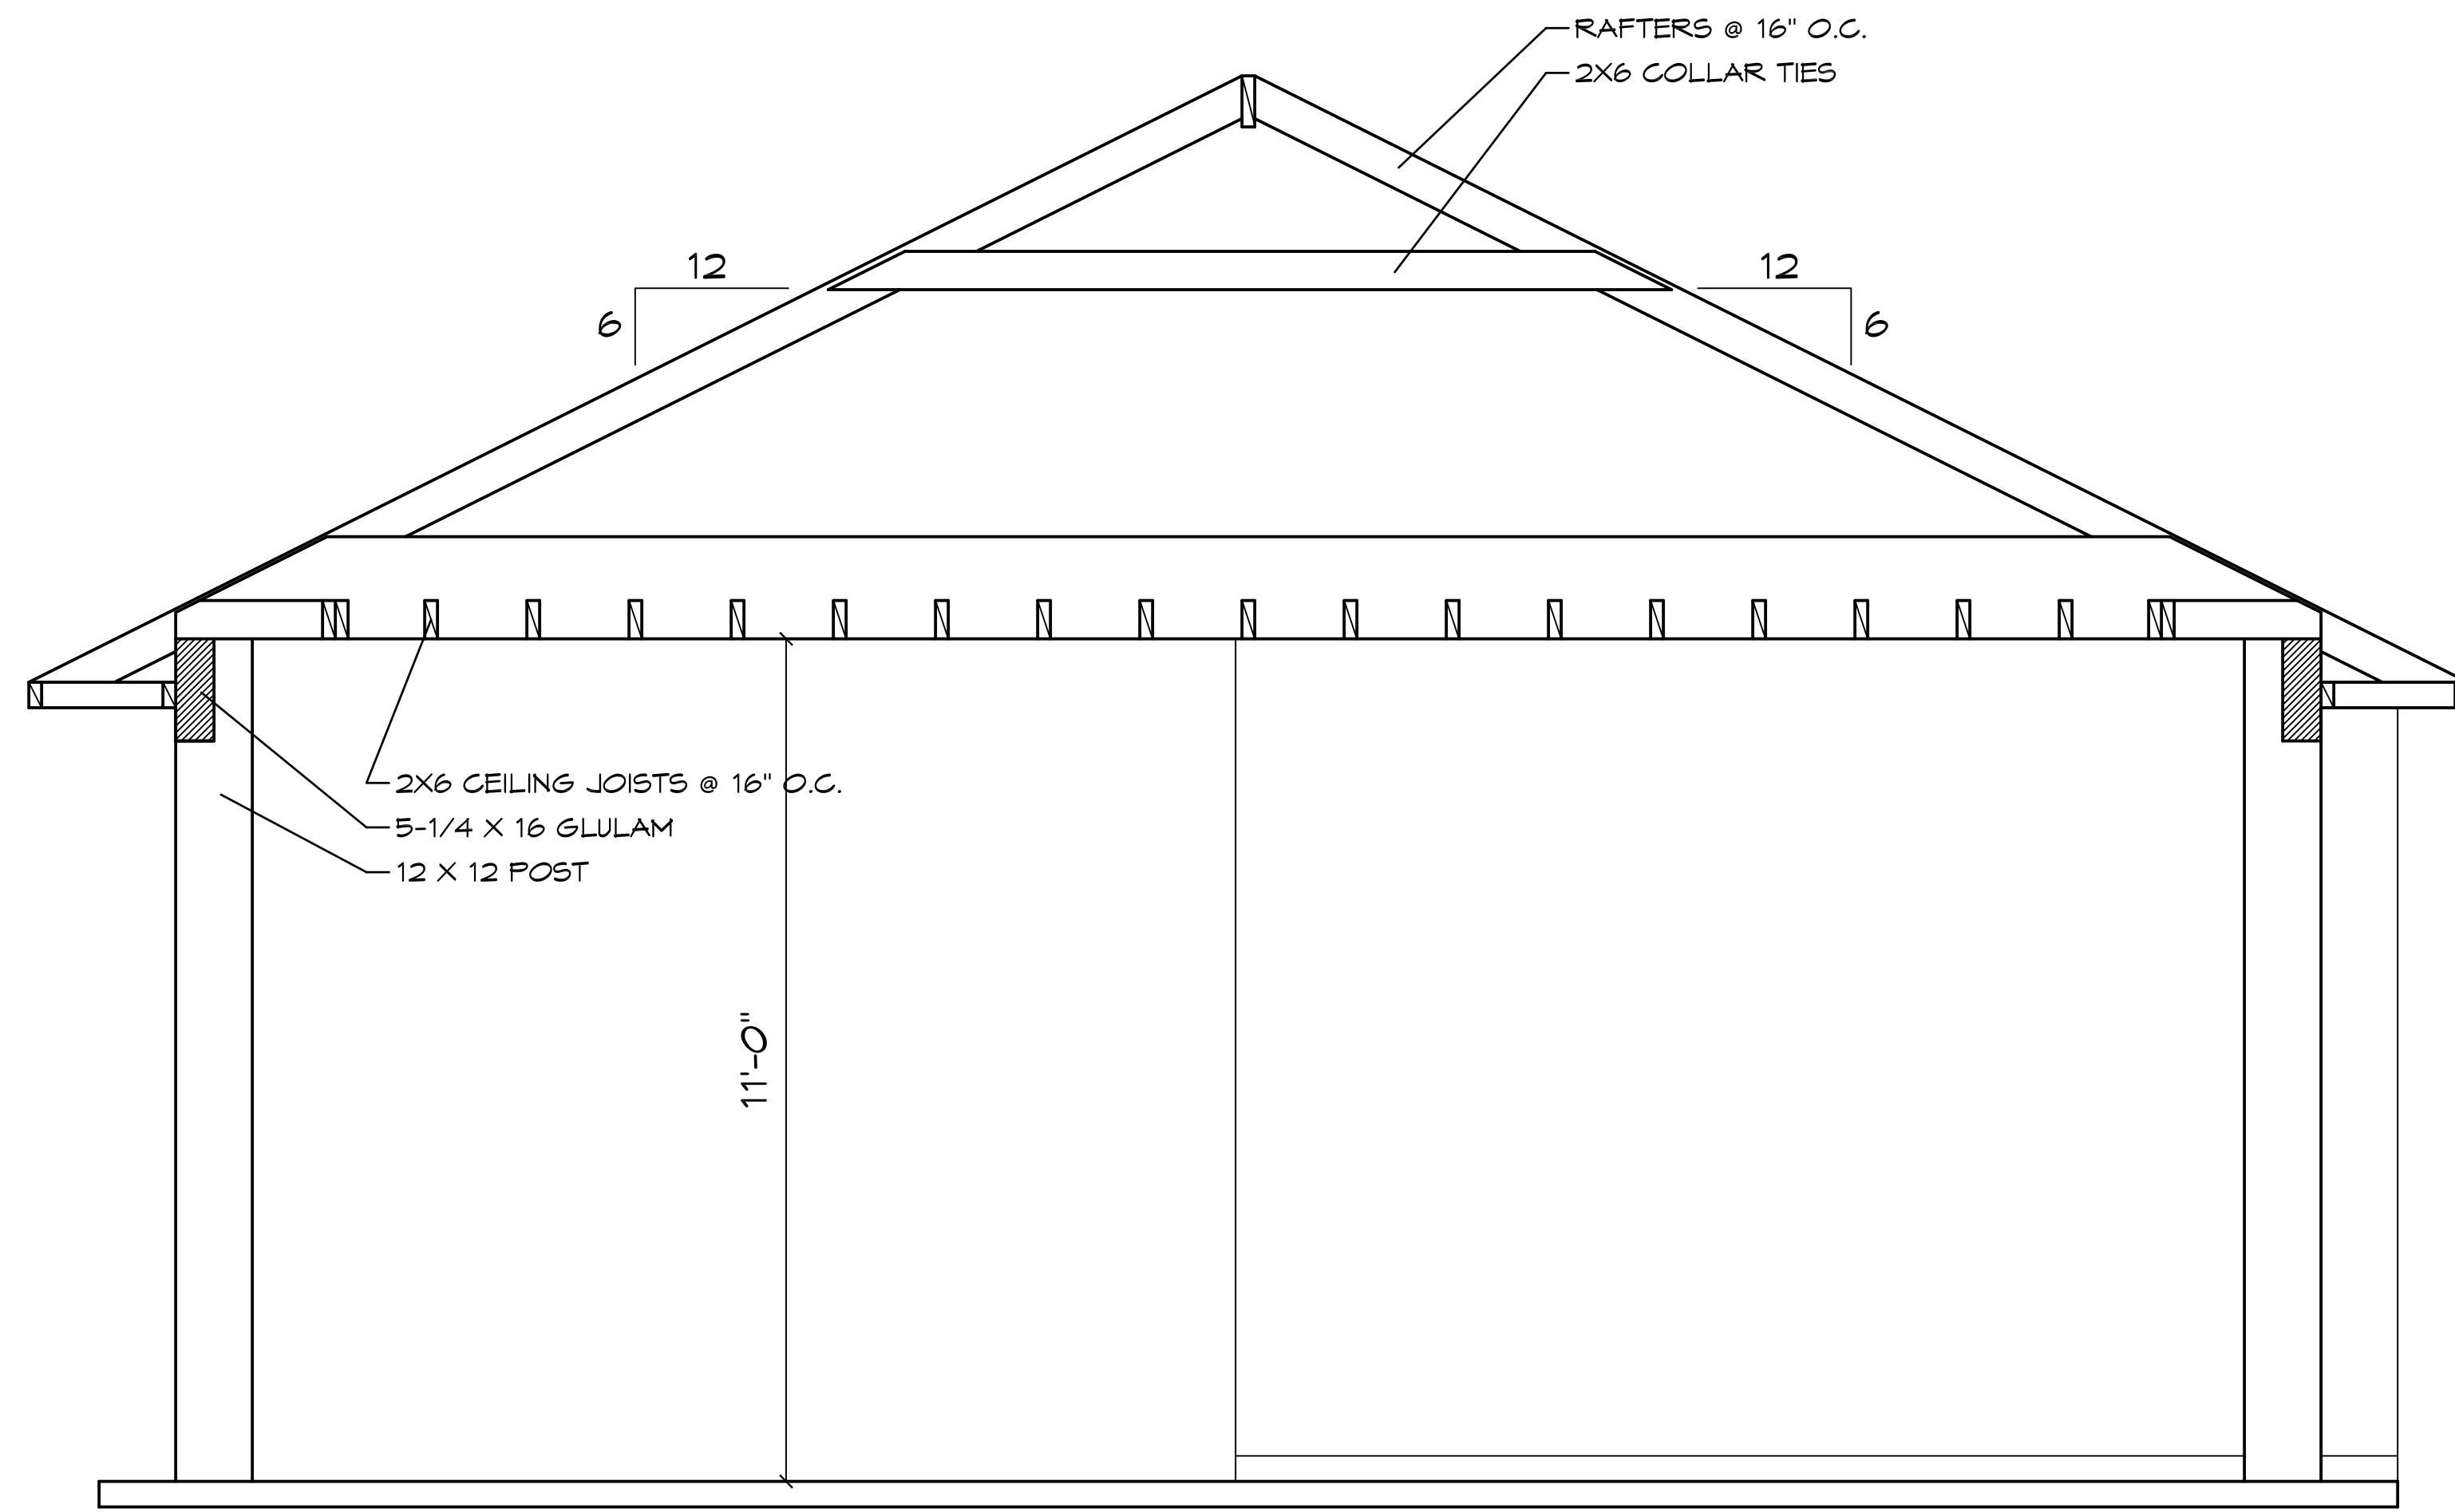 RAFTERS @ 16" O.C.
2X6 COLLAR TIES
12
6
12
6
2X6 CEILING JOISTS @ 16" O.C.
5-1/4 X 16 GLULAM
12 X 12 POST
11'-0"